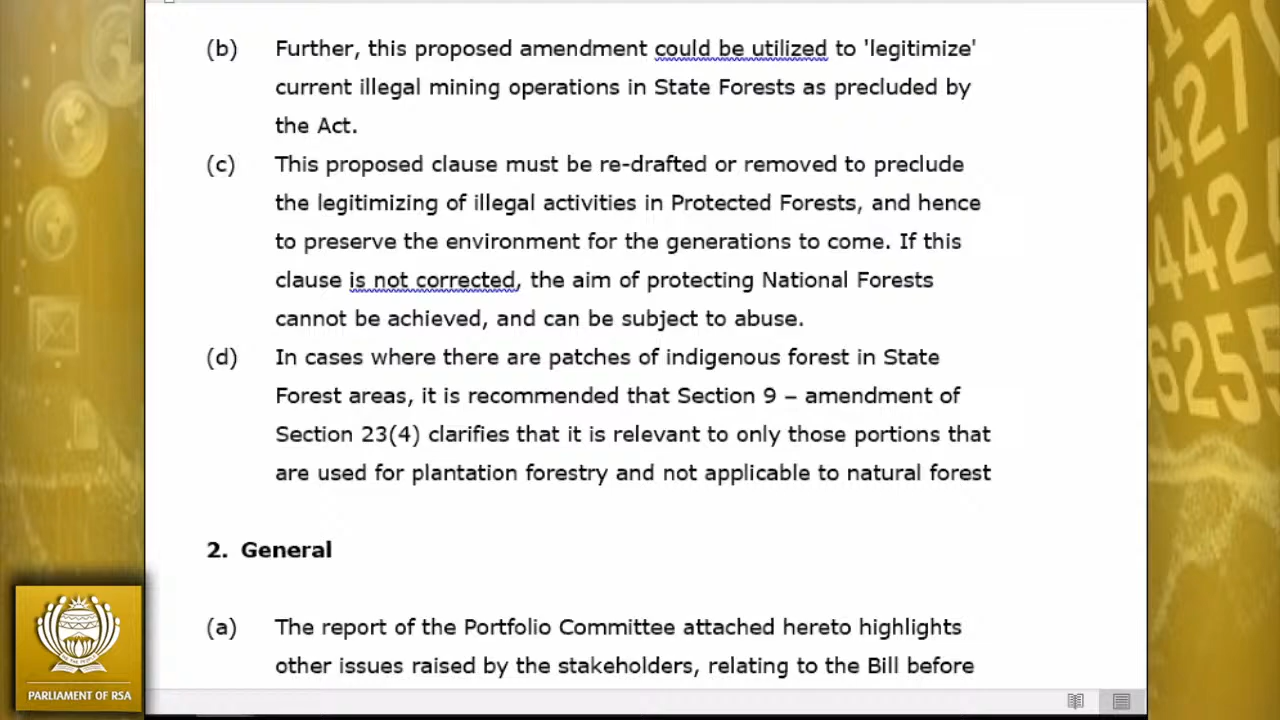 (b) Further, this proposed amendment could be utilized to 'legitimize'
current illegal mining operations in State Forests as precluded by
the Act.
(c) This proposed clause must be re-drafted or removed to preclude
the legitimizing of illegal activities in Protected Forests, and hence
to preserve the environment for the generations to come. If this
clause is not corrected, the aim of protecting National Forests
cannot be achieved, and can be subject to abuse.
(d) In cases where there are patches of indigenous forest in State
Forest areas, it is recommended that Section 9 – amendment of
Section 23(4) clarifies that it is relevant to only those portions that
are used for plantation forestry and not applicable to natural forest
2. General
(a) The report of the Portfolio Committee attached hereto highlights
other issues raised by the stakeholders, relating to the Bill before
PARLIAMENT OF RSA
427
442
6255